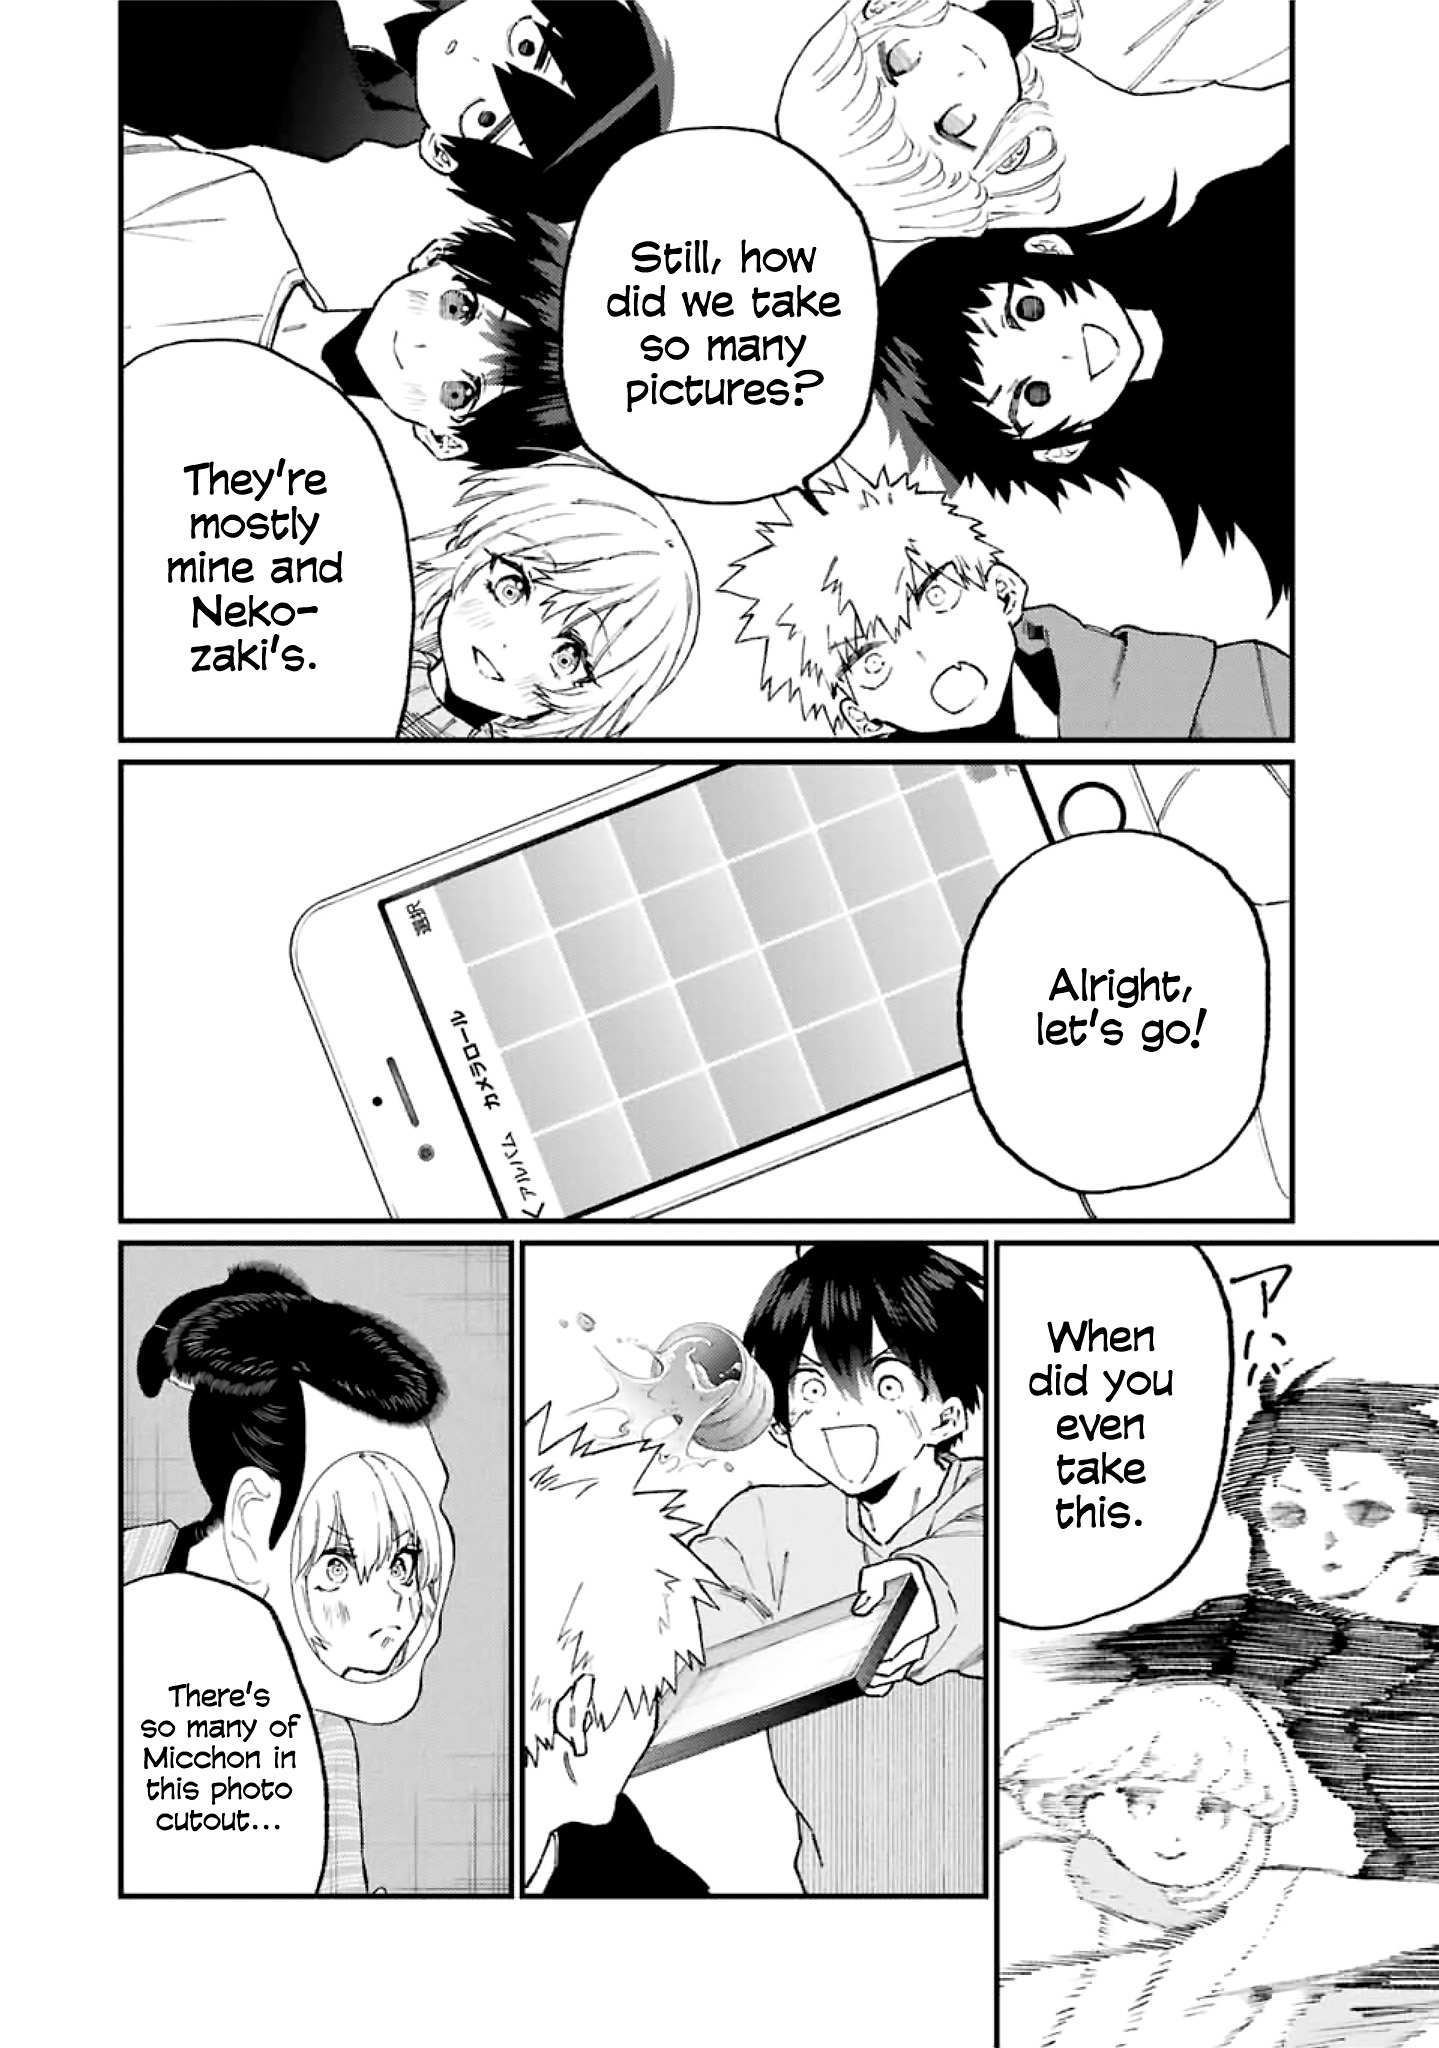 Still, how
did we take
so many
pictures?
They're
mostly
mine and
Neko-
zaki's.
Alright,
let's go!
選択
カメラロール
<アルバム
When
did you
even
take
this.
アハハ
There's
so many of
Micchon in
this photo
cutout...